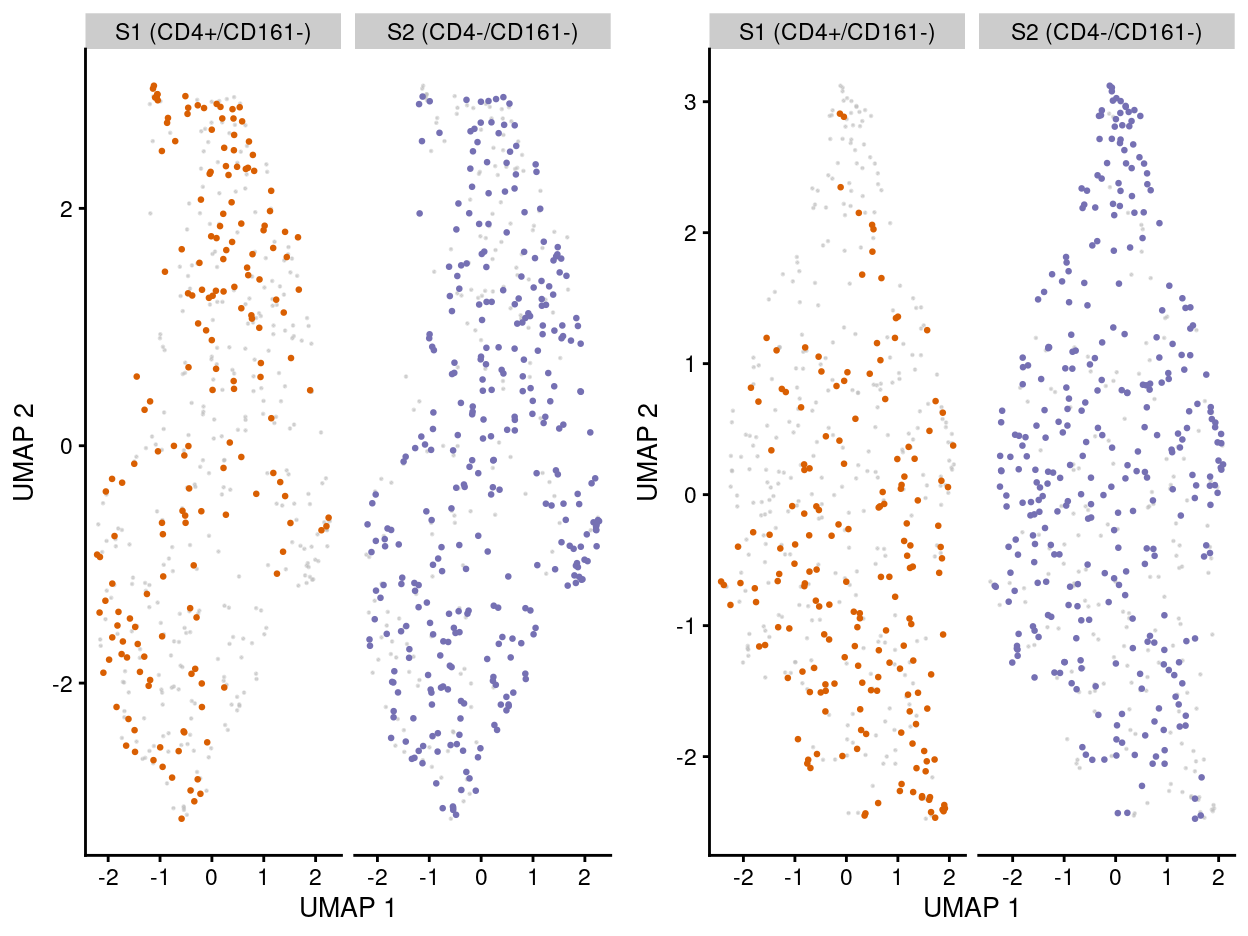 S1 (CD4+/CD161-) S2 (CD4-/CD161-)
2
0
-2
-2 -1 0 1 2 -2 -1 0 1 2
UMAP 1
UMAP 2
S1 (CD4+/CD161-) S2 (CD4-/CD161-)
3
2
1
0
-1
-2
-2 -1 0 1 2 -2 -1 0 1 2
UMAP 1
UMAP 2